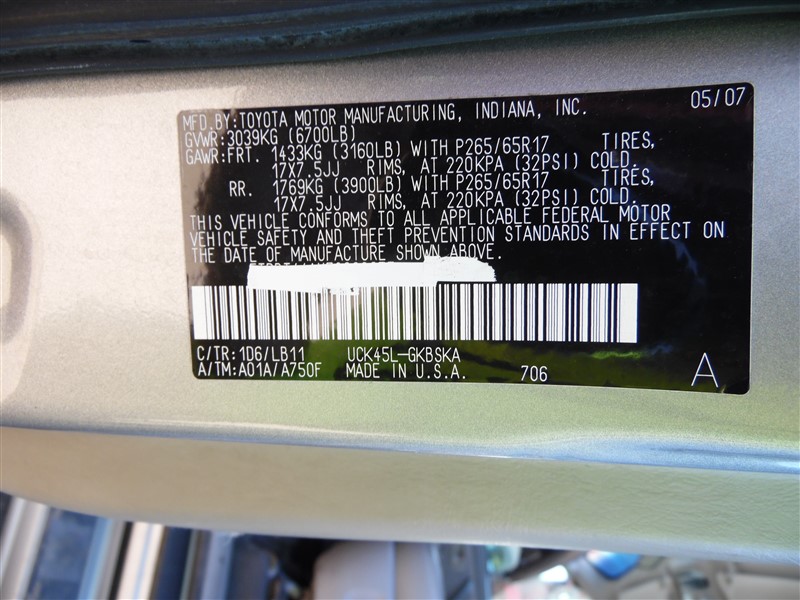 MFD.BY:TOYOTA MOTOR MANUFACTURING, INDIANA, INC. 05/07
GVWR:3039KG (6700LB)
GAWR:FRT. 1433KG (3160LB) WITH P265/65R17 TIRES,
17X7.5JJ RIMS, AT 220KPA (32PSI) COLD.
RR. 1769KG (3900LB) WITH P265/65R17 TIRES,
17X7.5JJ RIMS, AT 220KPA (32PSI) COLD.
THIS VEHICLE CONFORMS TO ALL APPLICABLE FEDERAL MOTOR
VEHICLE SAFETY AND THEFT PREVENTION STANDARDS IN EFFECT ON
THE DATE OF MANUFACTURE SHOWN ABOVE.
C/TR:1D6/LB11 UCK45L-GKBSKA
A/TM:A01A/A750F MADE IN U.S.A. 706 A